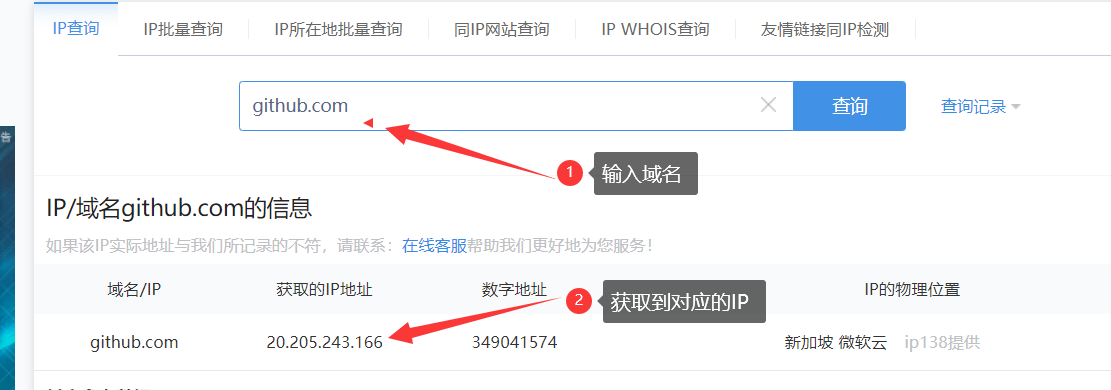 IP查询 IP批量查询 IP所在地批量查询 同IP网站查询 IP WHOIS查询 友情链接同IP检测
github.com 查询 查询记录
告
1 输入域名
IP/域名github.com的信息
如果该IP实际地址与我们所记录的不符，请联系：在线客服帮助我们更好地为您服务！
域名/IP 获取的IP地址 数字地址 IP的物理位置
2 获取到对应的IP
github.com 20.205.243.166 349041574 新加坡 微软云 ip138提供